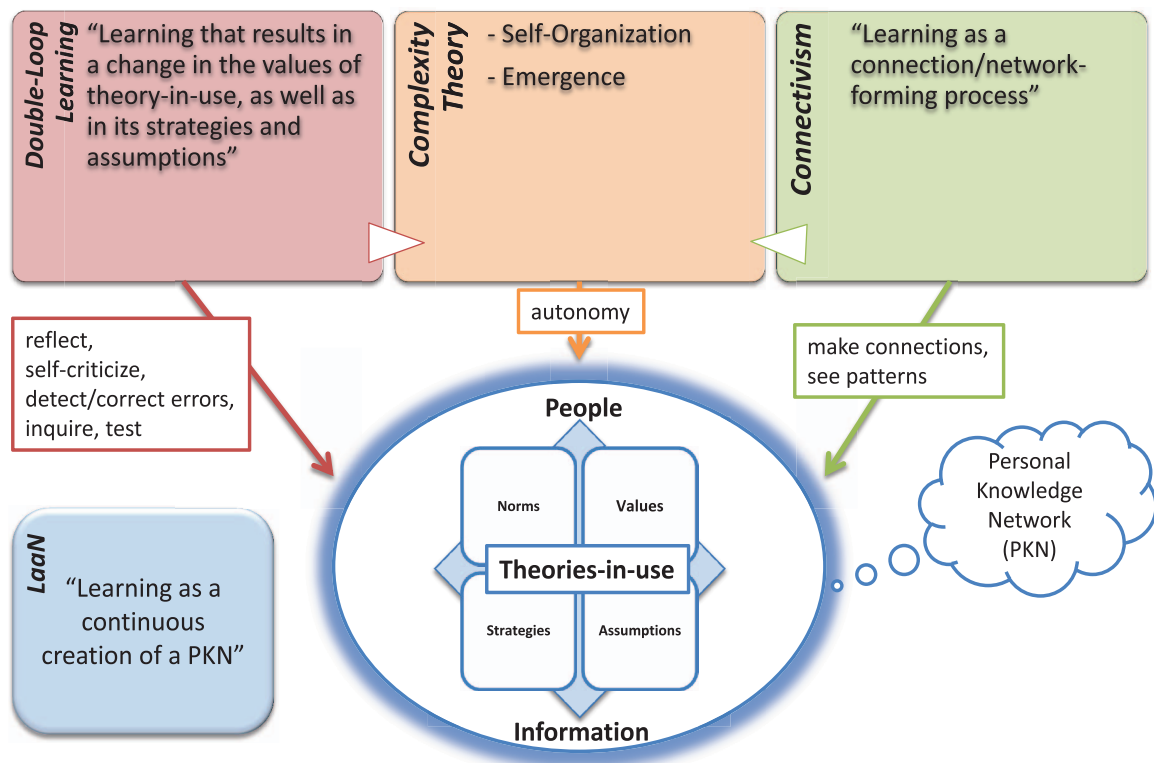 Double-Loop
Learning
“Learning that results in
a change in the values of
theory-in-use, as well as
in its strategies and
assumptions”
Complexity
Theory
- Self-Organization
- Emergence
Connectivism
“Learning as a
connection/network-
forming process”
reflect,
self-criticize,
detect/correct errors,
inquire, test
autonomy
make connections,
see patterns
People
Norms
Values
Theories-in-use
Strategies
Assumptions
Information
Personal
Knowledge
Network
(PKN)
LaaN
“Learning as a
continuous
creation of a PKN”